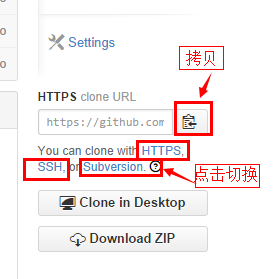 拷贝
Settings
HTTPS clone URL
https://github.com
You can clone with HTTPS,
SSH, or Subversion.
点击切换
Clone in Desktop
Download ZIP